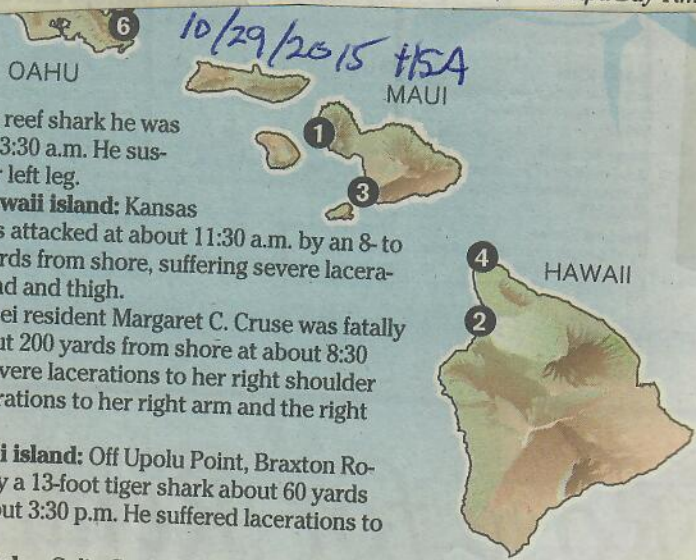 6
10/29/2015 HSA
OAHU
MAUI
reef shark he was
1
3:30 a.m. He sus-
left leg.
3
waii island: Kansas
s attacked at about 11:30 a.m. by an 8- to
rds from shore, suffering severe lacera-
4
HAWAII
nd and thigh.
ei resident Margaret C. Cruse was fatally
2
ut 200 yards from shore at about 8:30
vere lacerations to her right shoulder
rations to her right arm and the right
i island: Off Upolu Point, Braxton Ro-
y a 13-foot tiger shark about 60 yards
out 3:30 p.m. He suffered lacerations to